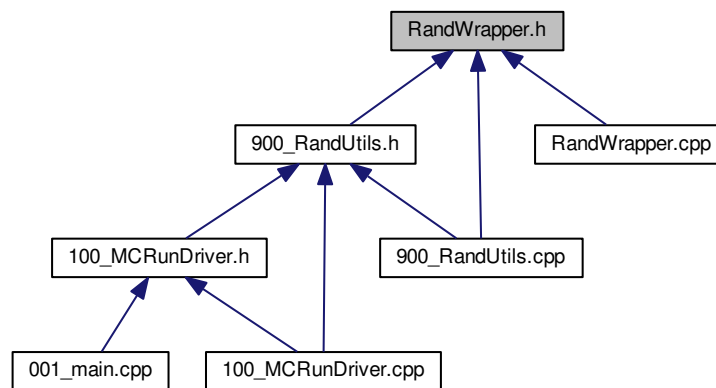 RandWrapper.h
900_RandUtils.h
RandWrapper.cpp
100_MCRunDriver.h
900_RandUtils.cpp
001_main.cpp
100_MCRunDriver.cpp